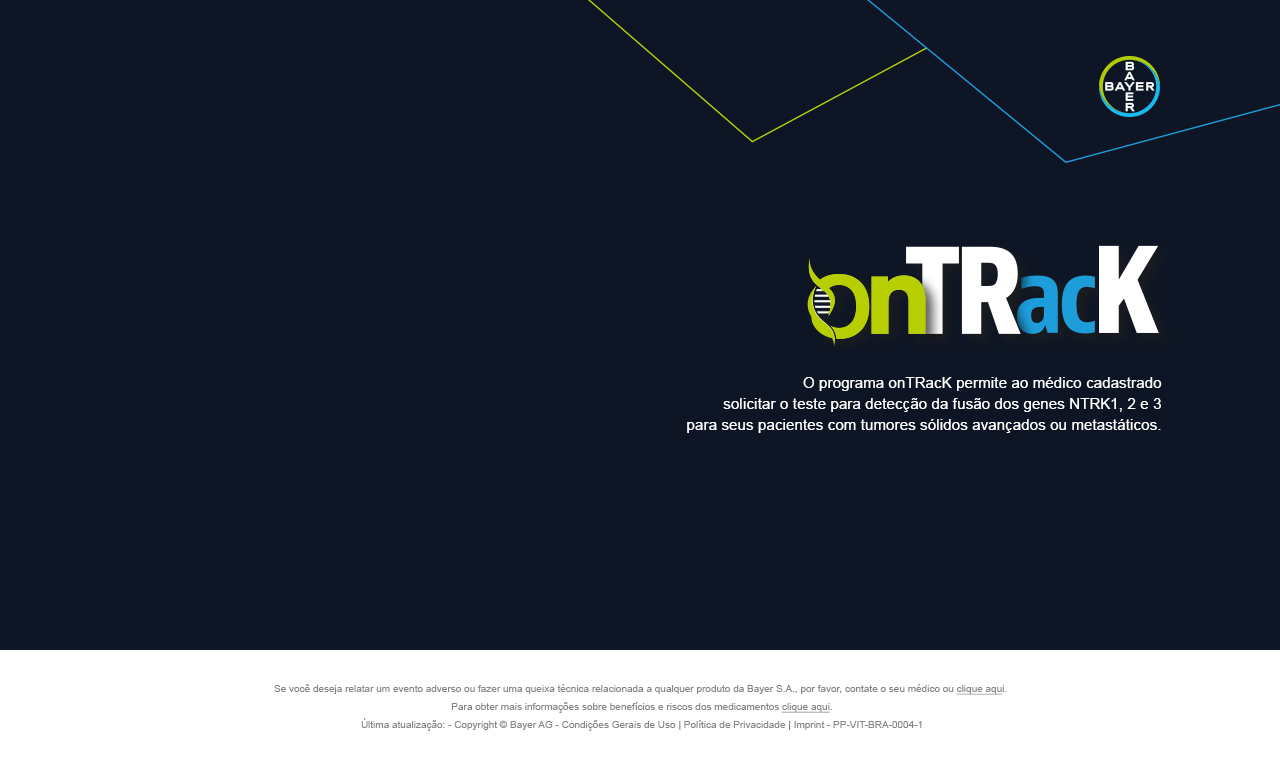 BAYER
BAYER
onTRacK
O programa onTRacK permite ao médico cadastrado
solicitar o teste para detecção da fusão dos genes NTRK1, 2 e 3
para seus pacientes com tumores sólidos avançados ou metastáticos.
Se você deseja relatar um evento adverso ou fazer uma queixa técnica relacionada a qualquer produto da Bayer S.A., por favor, contate o seu médico ou clique aqui.
Para obter mais informações sobre benefícios e riscos dos medicamentos clique aqui.
Última atualização: - Copyright © Bayer AG - Condições Gerais de Uso | Política de Privacidade | Imprint - PP-VIT-BRA-0004-1